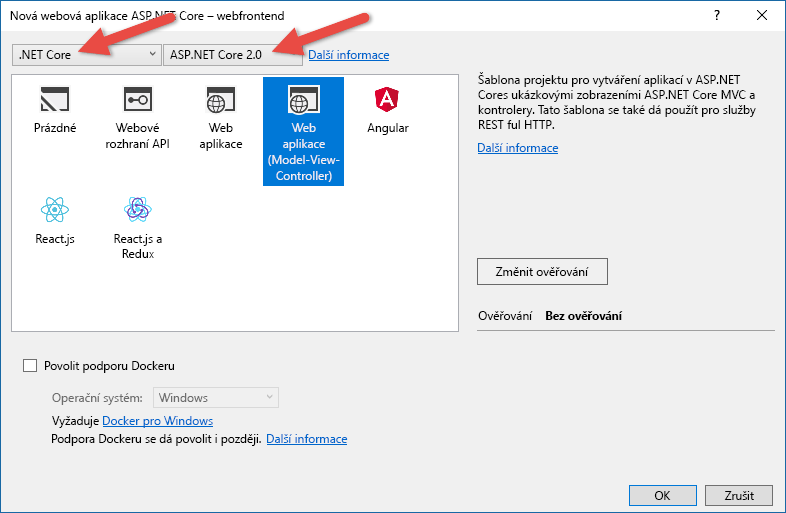 Nová webová aplikace ASP.NET Core – webfrontend
.NET Core
ASP.NET Core 2.0
Další informace
Prázdné
Webové
rozhraní API
Web
aplikace
Web
aplikace
(Model-View-
Controller)
Angular
React.js
React.js a
Redux
Šablona projektu pro vytváření aplikací v ASP.NET
Cores ukázkovými zobrazeními ASP.NET Core MVC a
kontrolery. Tato šablona se také dá použít pro služby
REST ful HTTP.
Další informace
Změnit ověřování
Ověřování Bez ověřování
Povolit podporu Dockeru
Operační systém: Windows
Vyžaduje Docker pro Windows
Podpora Dockeru se dá povolit i později. Další informace
OK
Zrušit